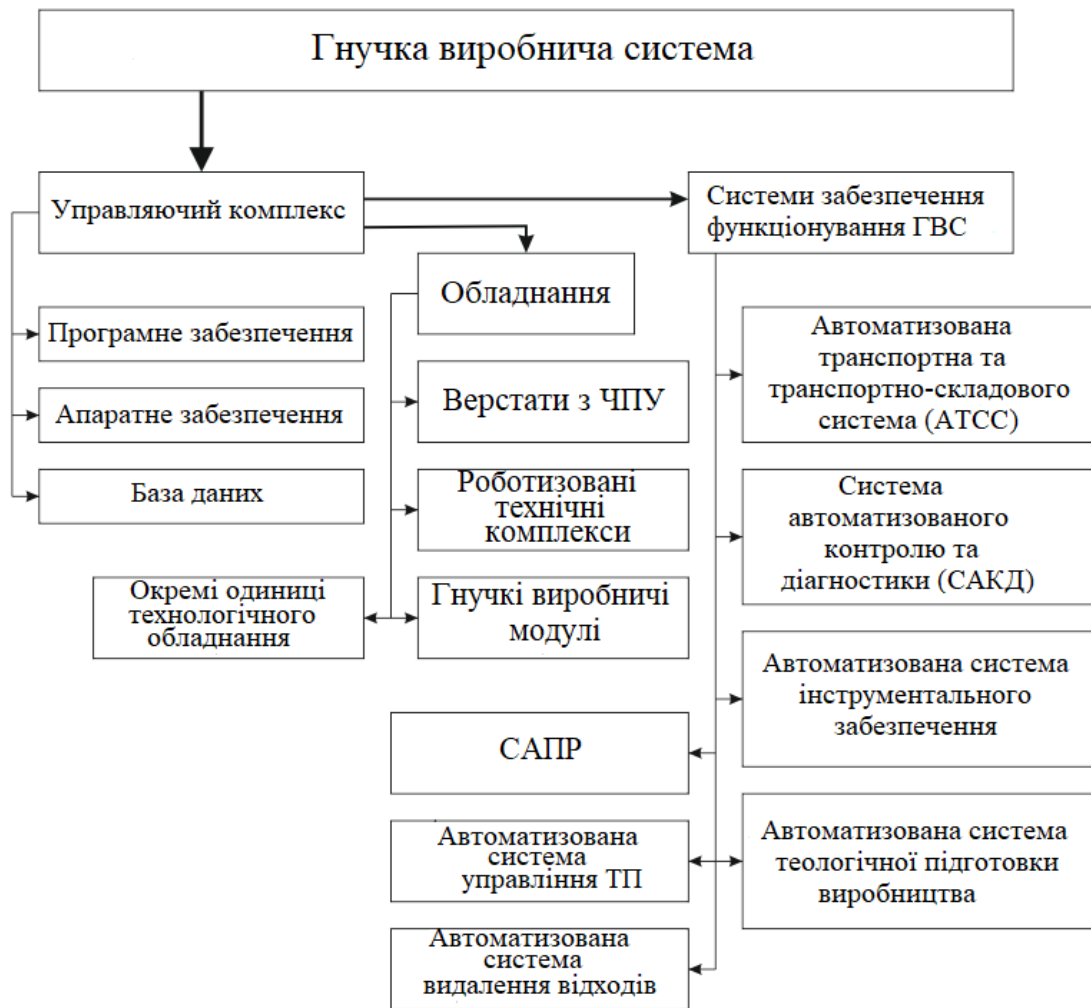 Гнучка виробнича система
Управляючий комплекс
Системи забезпечення
функціонування ГВС
Обладнання
Програмне забезпечення
Апаратне забезпечення
База даних
Верстати з ЧПУ
Роботизовані
технічні
комплекси
Окремі одиниці
технологічного
обладнання
Гнучкі виробничі
модулі
Автоматизована
транспортна та
транспортно-складового
система (АТСС)
Система
автоматизованого
контролю та
діагностики (САКД)
Автоматизована система
інструментального
забезпечення
САПР
Автоматизована
система
управління ТП
Автоматизована система
теологічної підготовки
виробництва
Автоматизована
система
видалення відходів